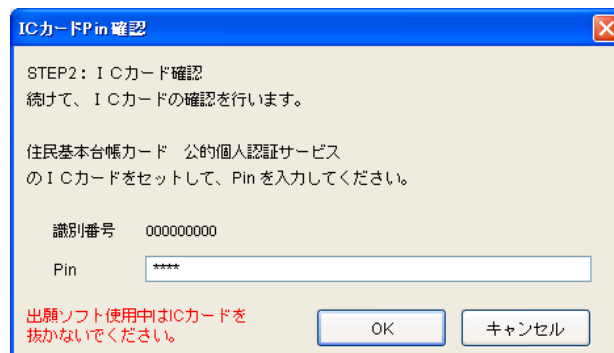 ICカードPin 確認
STEP2：ＩＣカード確認
続けて、ＩＣカードの確認を行います。
住民基本台帳カード　公的個人認証サービス
のＩＣカードをセットして、Pin を入力してください。
識別番号 000000000
Pin ****
出願ソフト使用中はICカードを
抜かないでください。
OK キャンセル